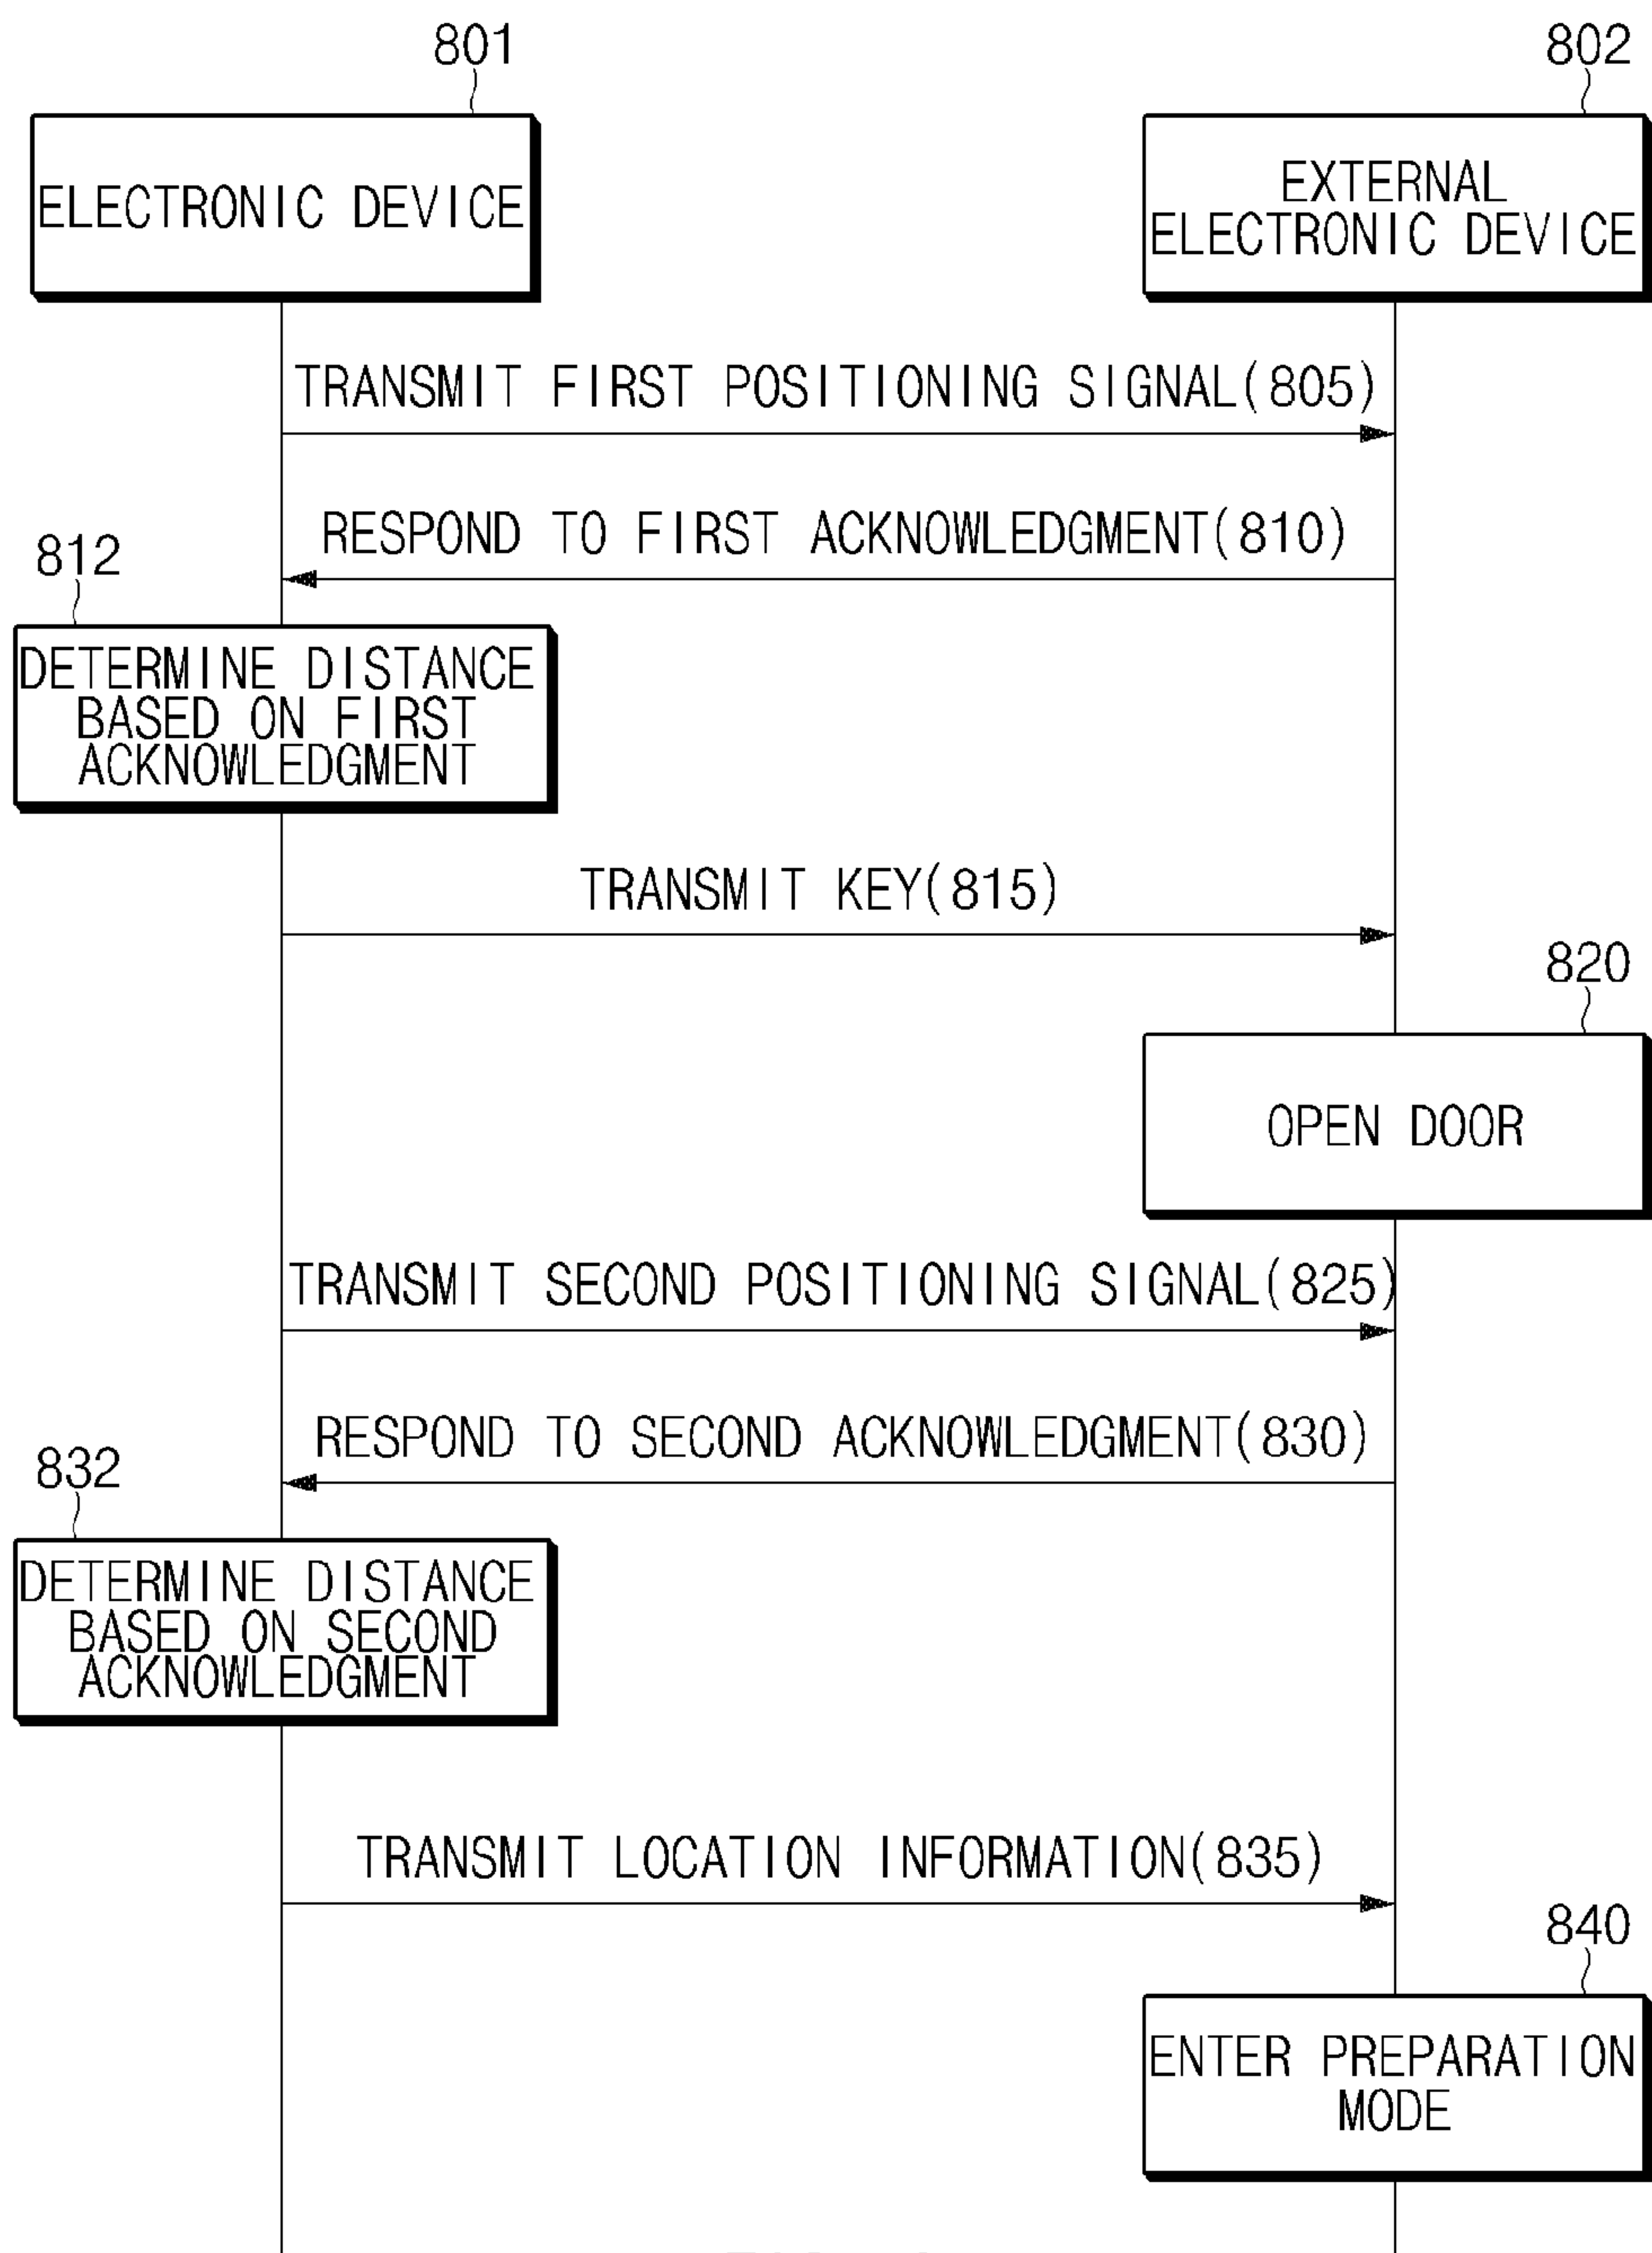 801
802
ELECTRONIC DEVICE
EXTERNAL
ELECTRONIC DEVICE
TRANSMIT FIRST POSITIONING SIGNAL(805)
RESPOND TO FIRST ACKNOWLEDGMENT(810)
812
DETERMINE DISTANCE
BASED ON FIRST
ACKNOWLEDGMENT
TRANSMIT KEY(815)
820
OPEN DOOR
TRANSMIT SECOND POSITIONING SIGNAL(825)
RESPOND TO SECOND ACKNOWLEDGMENT(830)
832
DETERMINE DISTANCE
BASED ON SECOND
ACKNOWLEDGMENT
TRANSMIT LOCATION INFORMATION(835)
840
ENTER PREPARATION
MODE